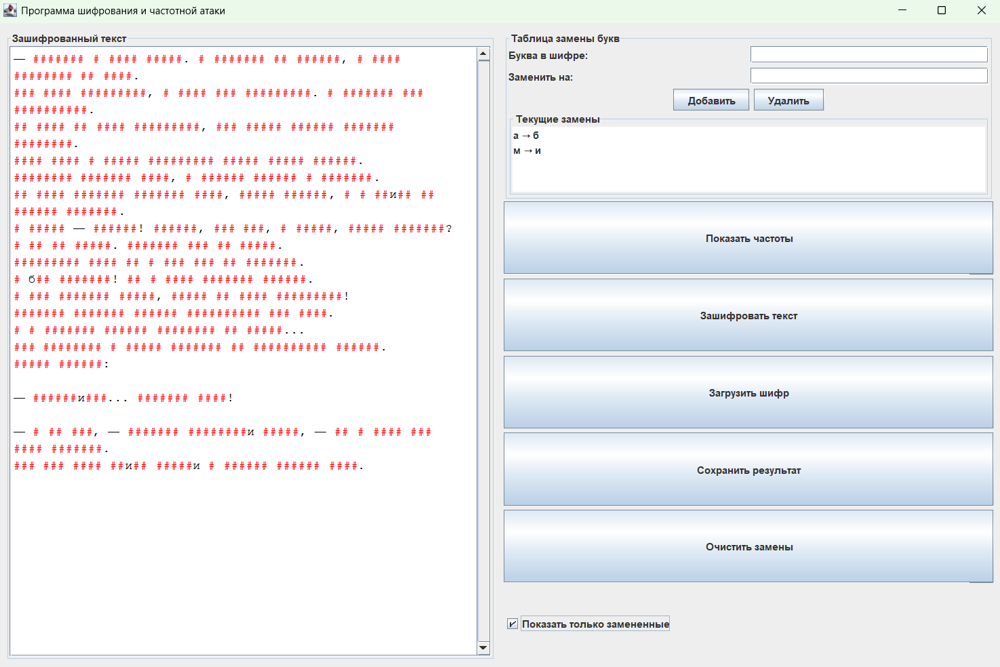 Программа шифрования и частотной атаки
Зашифрованный текст
— ####### # #### #####. # ####### ## ######, # ####
######## ## ####.
### #### #########, # #### ### #########. # ####### ###
##########.
## #### ## #### #########, ### ##### ###### #######
########.
#### #### # ##### ######### ##### ##### ######.
######## ####### ####, # ###### ###### # #######.
## #### ####### ####### ####, ##### ######, # # ##и## ##
###### #######.
# ##### — ######! ######, ### ###, # #####, ##### #######?
# ## ## #####. ####### ### ## #####.
######### #### ## # ### ### ## #######.
# б## #######! ## # #### ####### ######.
# ### ####### #####, ##### ## #### #########!
####### ####### ###### ########## ### ####.
# # ####### ###### ######## ## #####...
### ######## # ##### ####### ## ########## ######.
##### ######:
— ######и###... ####### ####!
— # ## ###, — ####### ########и #####, — ## # #### ###
#### #######.
### ### #### ##и## #####и # ###### ###### ####.
Таблица замены букв
Буква в шифре:
Заменить на:
Добавить Удалить
Текущие замены
а → б
м → и
Показать частоты
Зашифровать текст
Загрузить шифр
Сохранить результат
Очистить замены
Показать только замененные